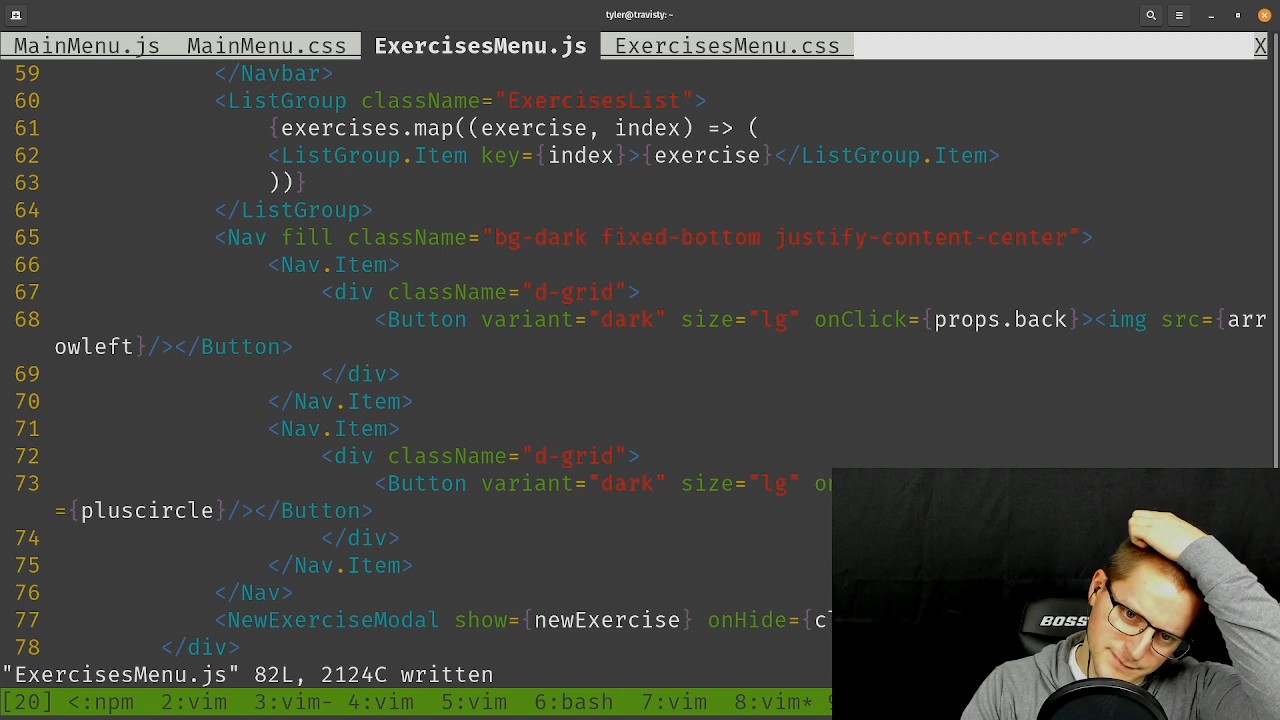 tyler@travisty: ~
MainMenu.js MainMenu.css ExercisesMenu.js ExercisesMenu.css X
59 </Navbar>
60 <ListGroup className="ExercisesList">
61 {exercises.map((exercise, index) => (
62 <ListGroup.Item key={index}>{exercise}</ListGroup.Item>
63 ))}
64 </ListGroup>
65 <Nav fill className="bg-dark fixed-bottom justify-content-center">
66 <Nav.Item>
67 <div className="d-grid">
68 <Button variant="dark" size="lg" onClick={props.back}><img src={arr
owleft}/></Button>
69 </div>
70 </Nav.Item>
71 <Nav.Item>
72 <div className="d-grid">
73 <Button variant="dark" size="lg" on
={pluscircle}/></Button>
74 </div>
75 </Nav.Item>
76 </Nav>
77 <NewExerciseModal show={newExercise} onHide={cl
78 </div>
"ExercisesMenu.js" 82L, 2124C written
[20] <:npm 2:vim 3:vim- 4:vim 5:vim 6:bash 7:vim 8:vim*
BOSS